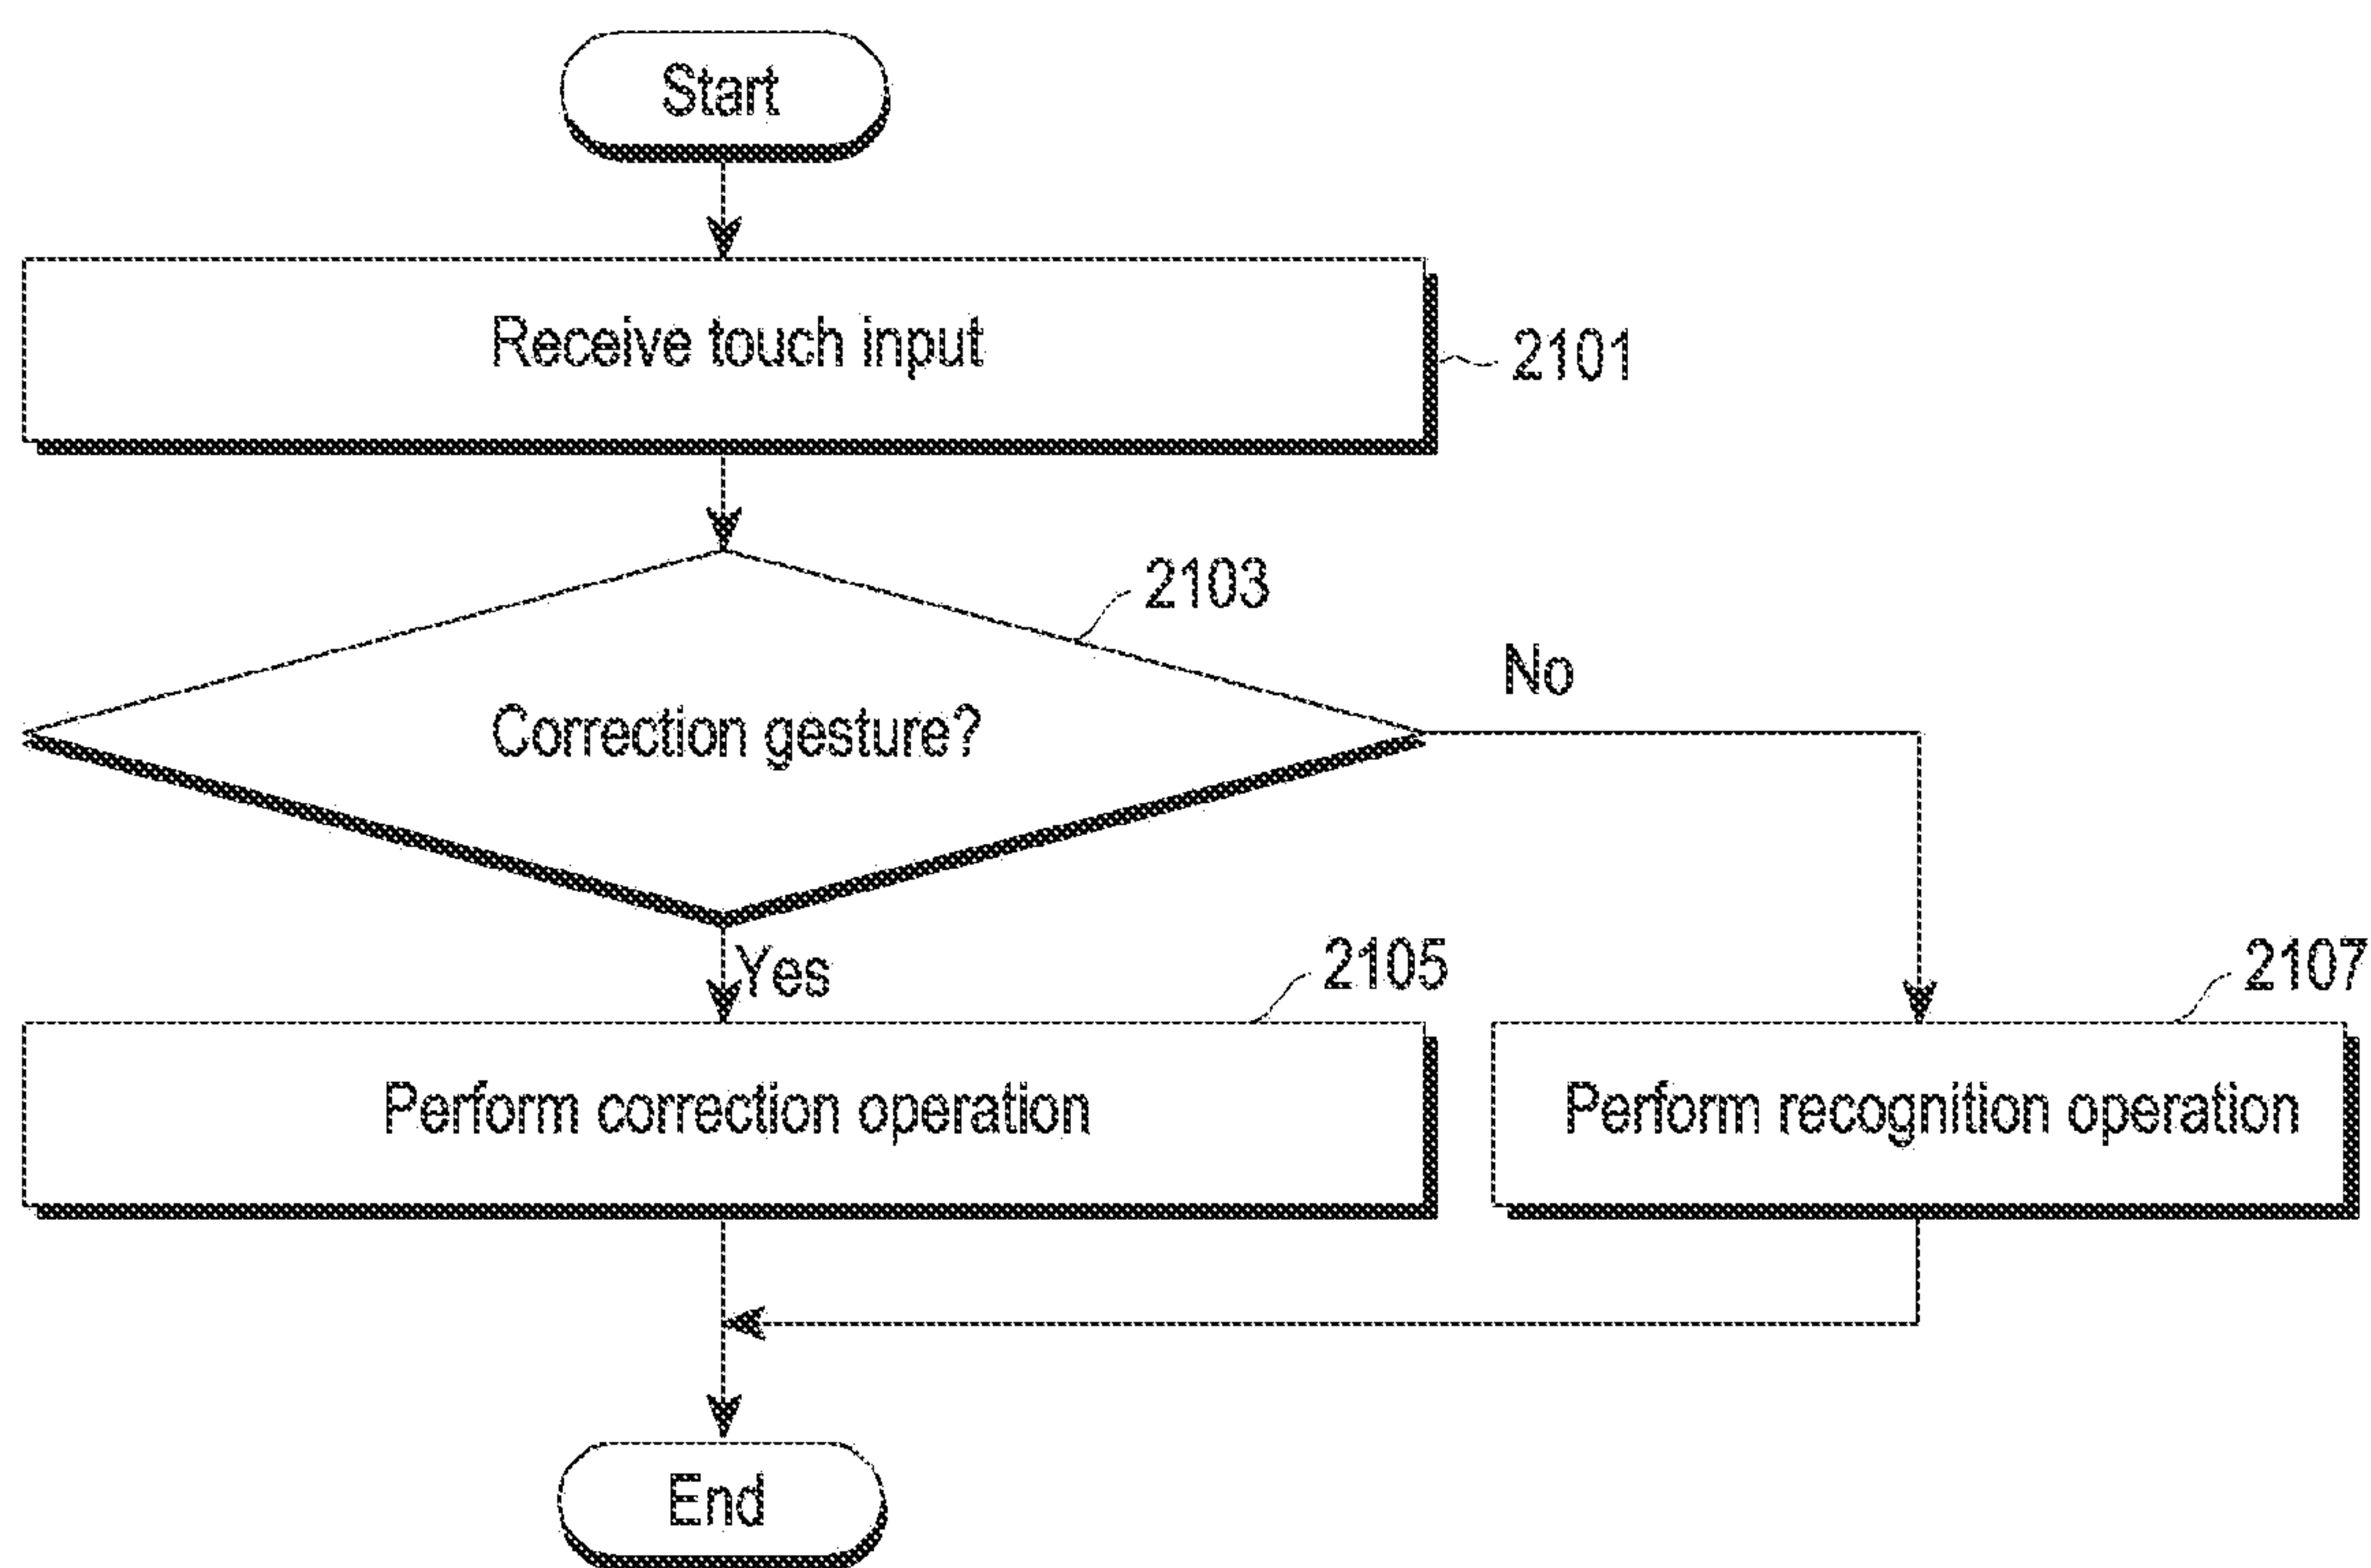 Start
Receive touch input
2101
2103
Correction gesture?
No
Yes
2105
2107
Perform correction operation
Perform recognition operation
End